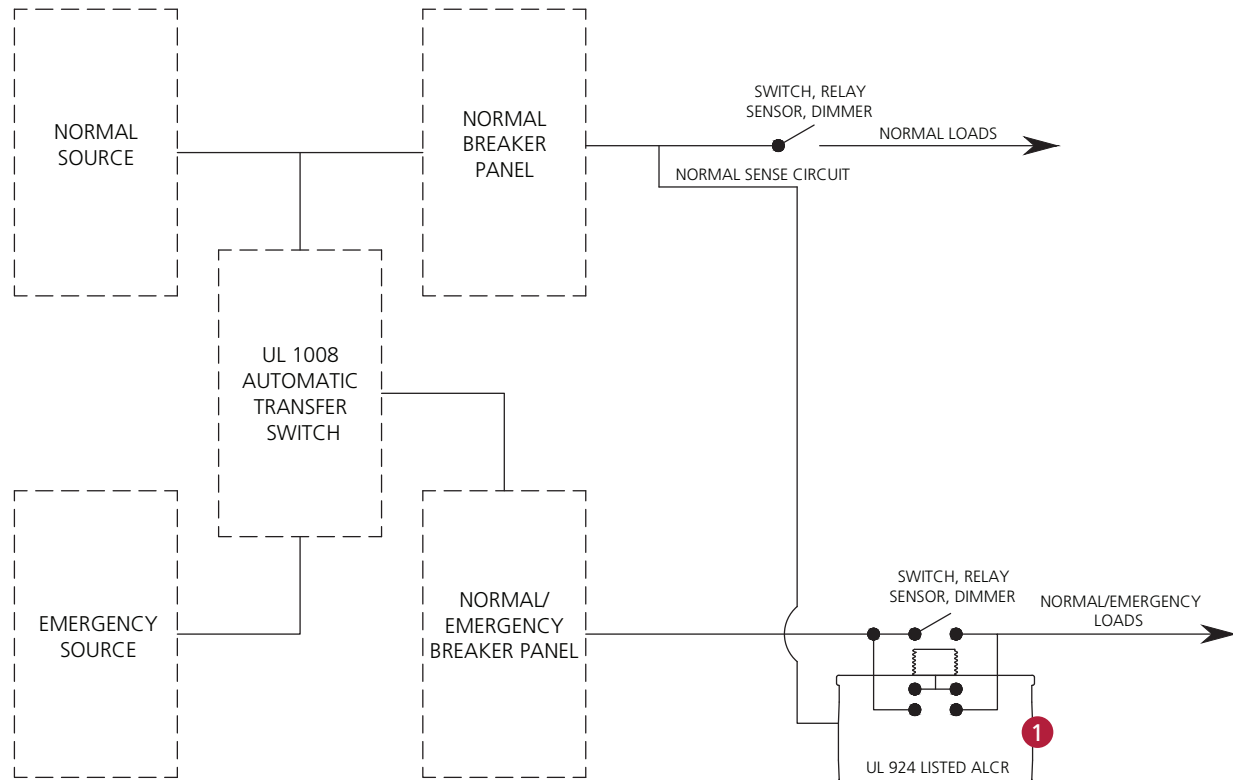 NORMAL
SOURCE
NORMAL
BREAKER
PANEL
SWITCH, RELAY
SENSOR, DIMMER
NORMAL LOADS
NORMAL SENSE CIRCUIT
UL 1008
AUTOMATIC
TRANSFER
SWITCH
EMERGENCY
SOURCE
NORMAL/
EMERGENCY
BREAKER PANEL
SWITCH, RELAY
SENSOR, DIMMER
NORMAL/EMERGENCY
LOADS
1
UL 924 LISTED ALCR